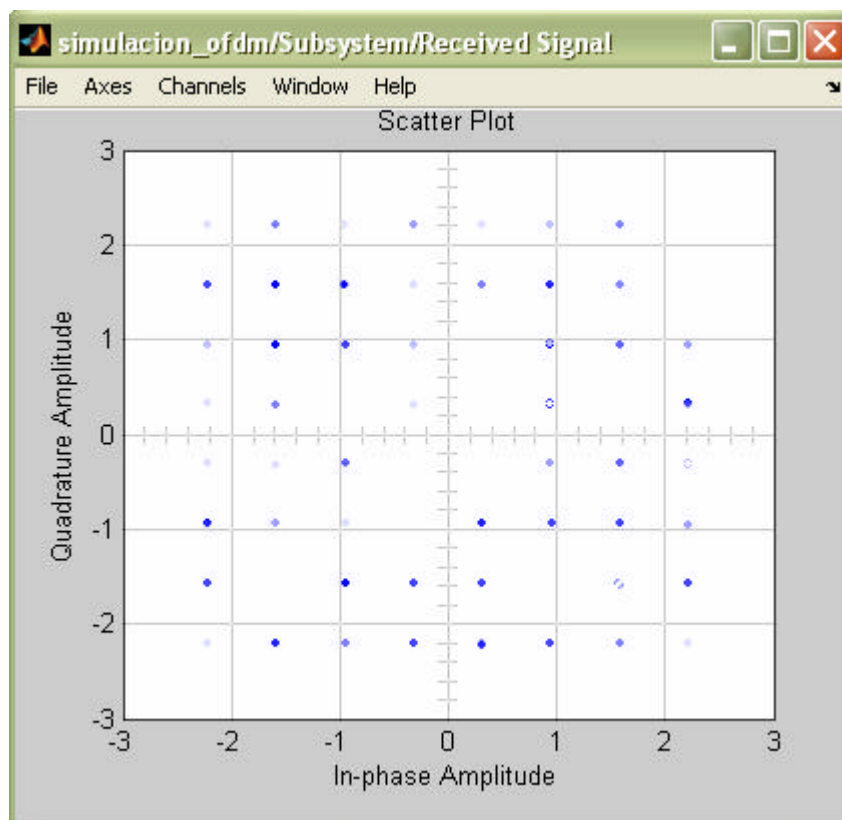 simulacion_ofdm/Subsystem/Received Signal
File Axes Channels Window Help
Scatter Plot
3
2
1
0
-1
-2
-3
Quadrature Amplitude
-3 -2 -1 0 1 2 3
In-phase Amplitude